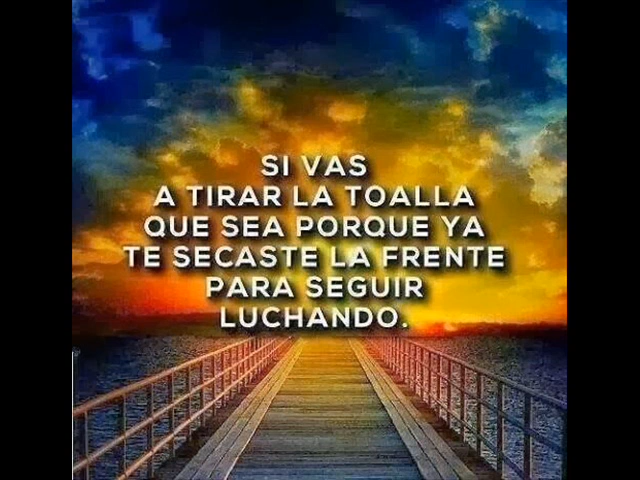 SI VAS
A TIRAR LA TOALLA
QUE SEA PORQUE YA
TE SECASTE LA FRENTE
PARA SEGUIR
LUCHANDO.